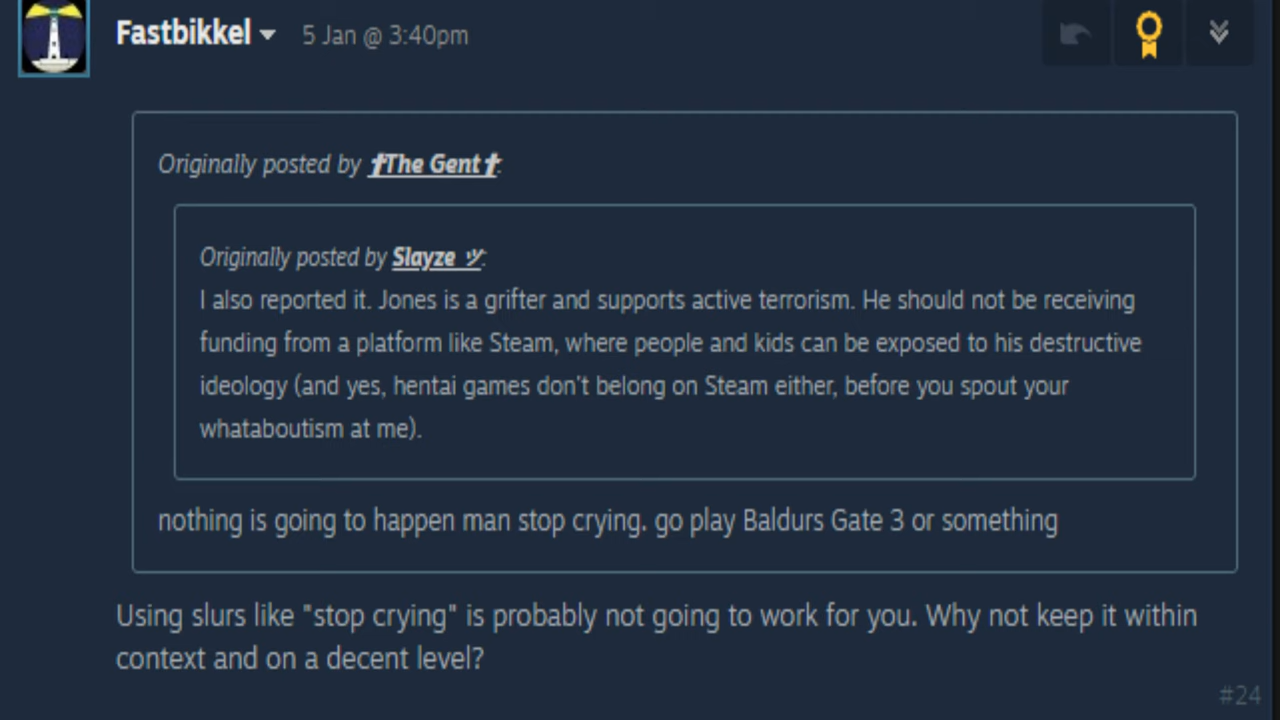 Fastbikkel 5 Jan @ 3:40pm
Originally posted by †The Gent†:
Originally posted by Slayze ツ:
I also reported it. Jones is a grifter and supports active terrorism. He should not be receiving
funding from a platform like Steam, where people and kids can be exposed to his destructive
ideology (and yes, hentai games don't belong on Steam either, before you spout your
whataboutism at me).
nothing is going to happen man stop crying. go play Baldurs Gate 3 or something
Using slurs like "stop crying" is probably not going to work for you. Why not keep it within
context and on a decent level?
#24